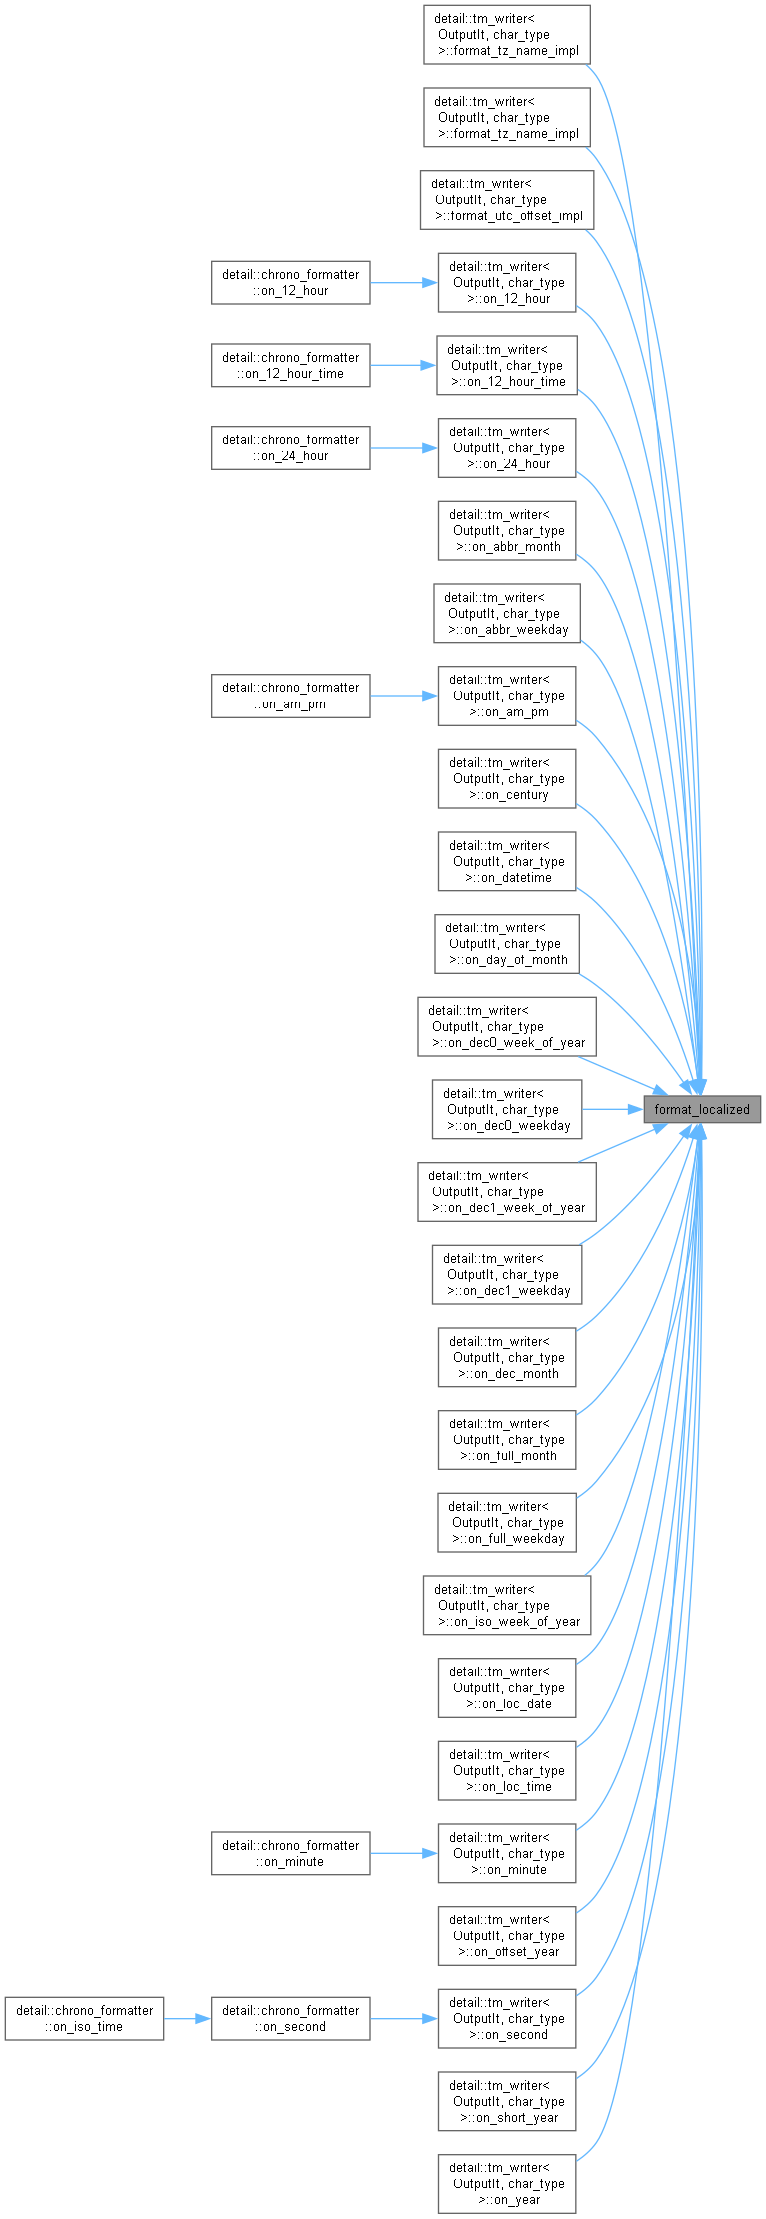 detail::tm_writer<
OutputIt, char_type
>::format_tz_name_impl
detail::tm_writer<
OutputIt, char_type
>::format_tz_name_impl
detail::tm_writer<
OutputIt, char_type
>::format_utc_offset_impl
detail::chrono_formatter
::on_12_hour
detail::tm_writer<
OutputIt, char_type
>::on_12_hour
detail::chrono_formatter
::on_12_hour_time
detail::tm_writer<
OutputIt, char_type
>::on_12_hour_time
detail::chrono_formatter
::on_24_hour
detail::tm_writer<
OutputIt, char_type
>::on_24_hour
detail::tm_writer<
OutputIt, char_type
>::on_abbr_month
detail::tm_writer<
OutputIt, char_type
>::on_abbr_weekday
detail::chrono_formatter
::on_am_pm
detail::tm_writer<
OutputIt, char_type
>::on_am_pm
detail::tm_writer<
OutputIt, char_type
>::on_century
detail::tm_writer<
OutputIt, char_type
>::on_datetime
detail::tm_writer<
OutputIt, char_type
>::on_day_of_month
detail::tm_writer<
OutputIt, char_type
>::on_dec0_week_of_year
detail::tm_writer<
OutputIt, char_type
>::on_dec0_weekday
format_localized
detail::tm_writer<
OutputIt, char_type
>::on_dec1_week_of_year
detail::tm_writer<
OutputIt, char_type
>::on_dec1_weekday
detail::tm_writer<
OutputIt, char_type
>::on_dec_month
detail::tm_writer<
OutputIt, char_type
>::on_full_month
detail::tm_writer<
OutputIt, char_type
>::on_full_weekday
detail::tm_writer<
OutputIt, char_type
>::on_iso_week_of_year
detail::tm_writer<
OutputIt, char_type
>::on_loc_date
detail::tm_writer<
OutputIt, char_type
>::on_loc_time
detail::chrono_formatter
::on_minute
detail::tm_writer<
OutputIt, char_type
>::on_minute
detail::tm_writer<
OutputIt, char_type
>::on_offset_year
detail::chrono_formatter
::on_iso_time
detail::chrono_formatter
::on_second
detail::tm_writer<
OutputIt, char_type
>::on_second
detail::tm_writer<
OutputIt, char_type
>::on_short_year
detail::tm_writer<
OutputIt, char_type
>::on_year